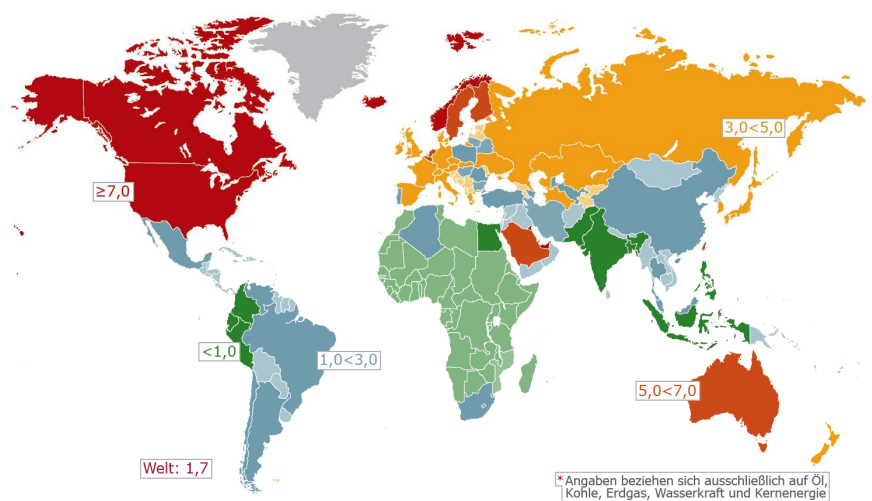 3,0<5,0
≥7,0
<1,0
1,0<3,0
5,0<7,0
Welt: 1,7
* Angaben beziehen sich ausschließlich auf Öl,
Kohle, Erdgas, Wasserkraft und Kernenergie